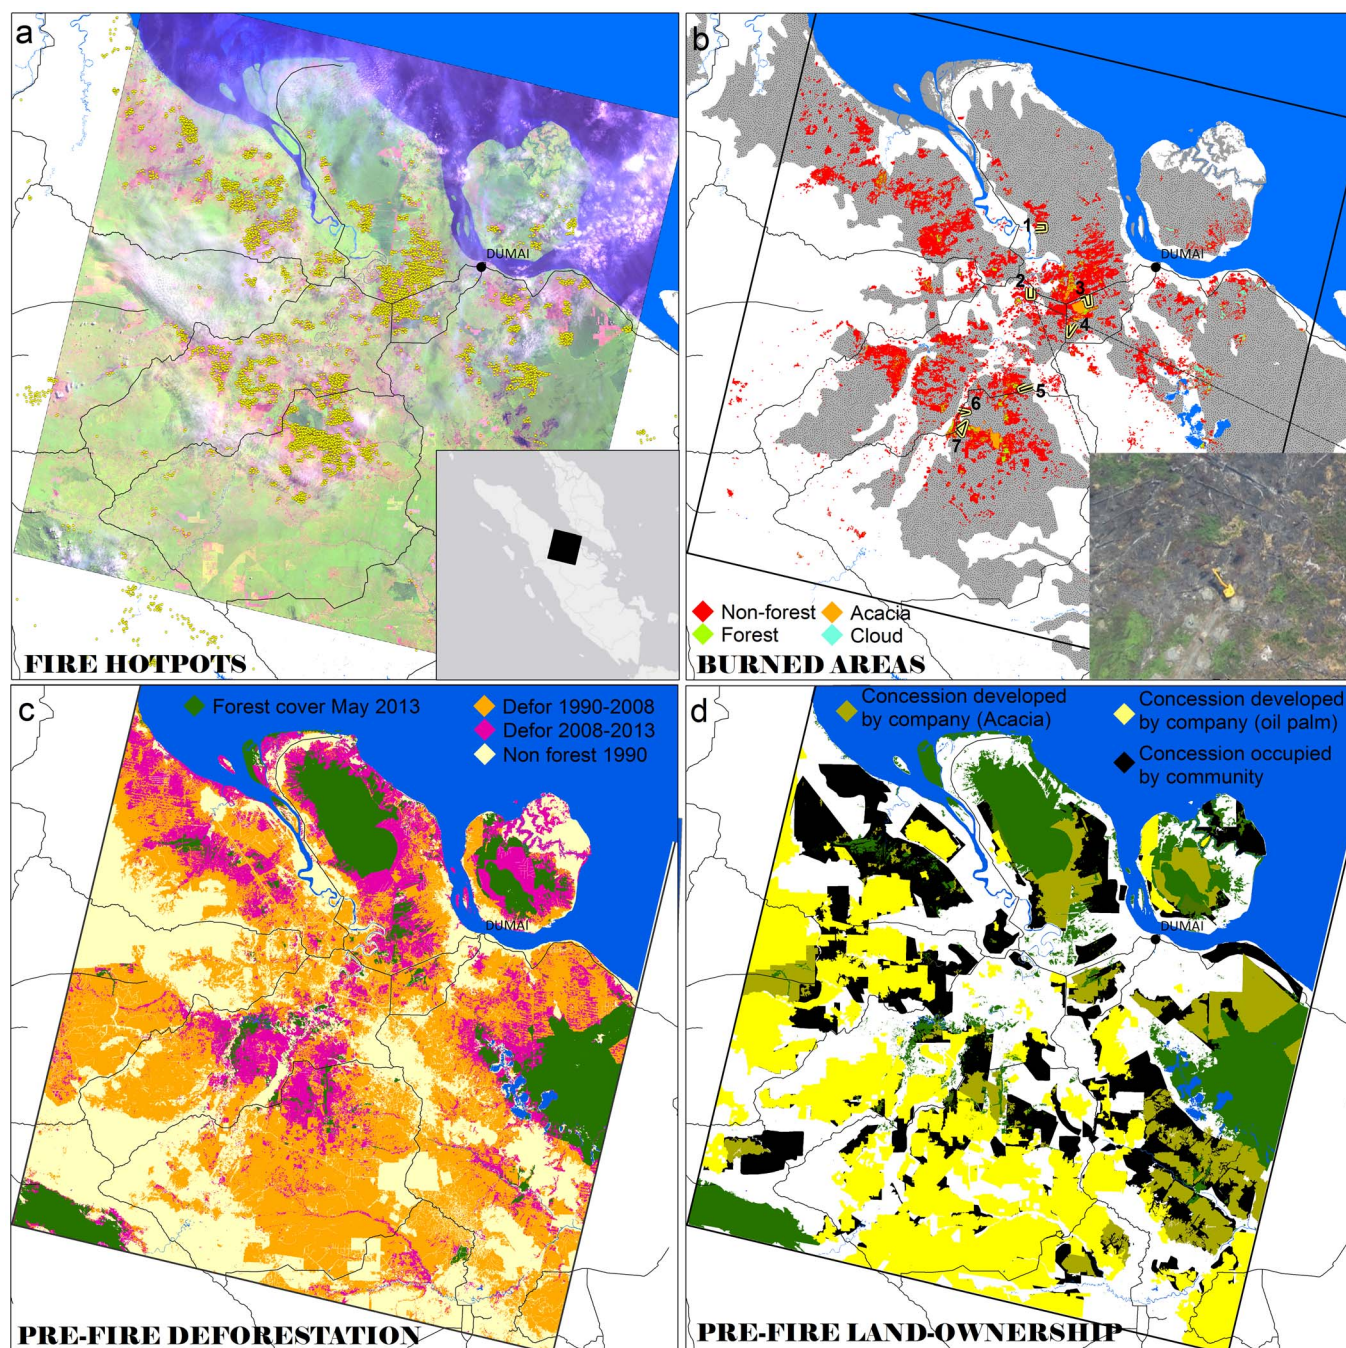 a
DUMAI
FIRE HOTPOTS
b
1
DUMAI
2
3
4
5
6
7
Non-forest
Acacia
Forest
Cloud
BURNED AREAS
c
Forest cover May 2013
Defor 1990-2008
Defor 2008-2013
Non forest 1990
DUMAI
PRE-FIRE DEFORESTATION
d
Concession developed
by company (Acacia)
Concession developed
by company (oil palm)
Concession occupied
by community
DUMAI
PRE-FIRE LAND-OWNERSHIP